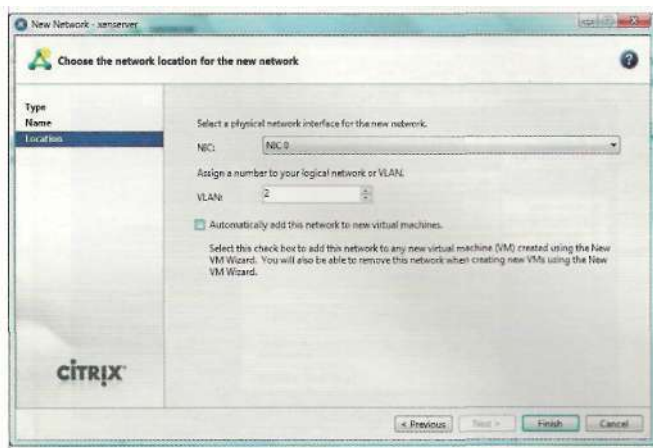 New Network - xenserver
Choose the network location for the new network
Type
Name
Location
Select a physical network interface for the new network.
NIC: NIC 0
Assign a number to your logical network or VLAN.
VLAN: 2
Automatically add this network to new virtual machines.
Select this check box to add this network to any new virtual machine (VM) created using the New
VM Wizard. You will also be able to remove this network when creating new VMs using the New
VM Wizard.
CITRIX
< Previous Next > Finish Cancel